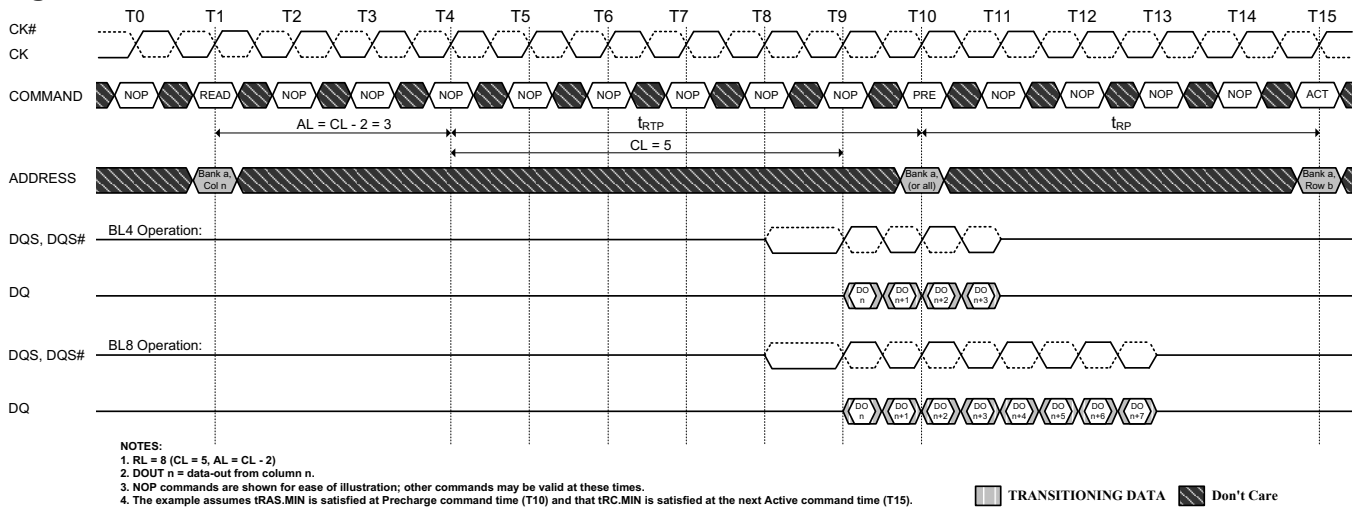 T0 T1 T2 T3 T4 T5 T6 T7 T8 T9 T10 T11 T12 T13 T14 T15
CK#
CK
COMMAND NOP READ NOP NOP NOP NOP NOP NOP NOP NOP PRE NOP NOP NOP NOP ACT
AL = CL - 2 = 3 tRTP tRP
CL = 5
ADDRESS Bank a, Col n Bank a, (or all) Bank a, Row b
BL4 Operation:
DQS, DQS#
DQ DO n DO n+1 DO n+2 DO n+3
BL8 Operation:
DQS, DQS#
DQ DO n DO n+1 DO n+2 DO n+3 DO n+4 DO n+5 DO n+6 DO n+7
NOTES:
1. RL = 8 (CL = 5, AL = CL - 2)
2. DOUT n = data-out from column n.
3. NOP commands are shown for ease of illustration; other commands may be valid at these times.
4. The example assumes tRAS.MIN is satisfied at Precharge command time (T10) and that tRC.MIN is satisfied at the next Active command time (T15).
TRANSITIONING DATA Don't Care